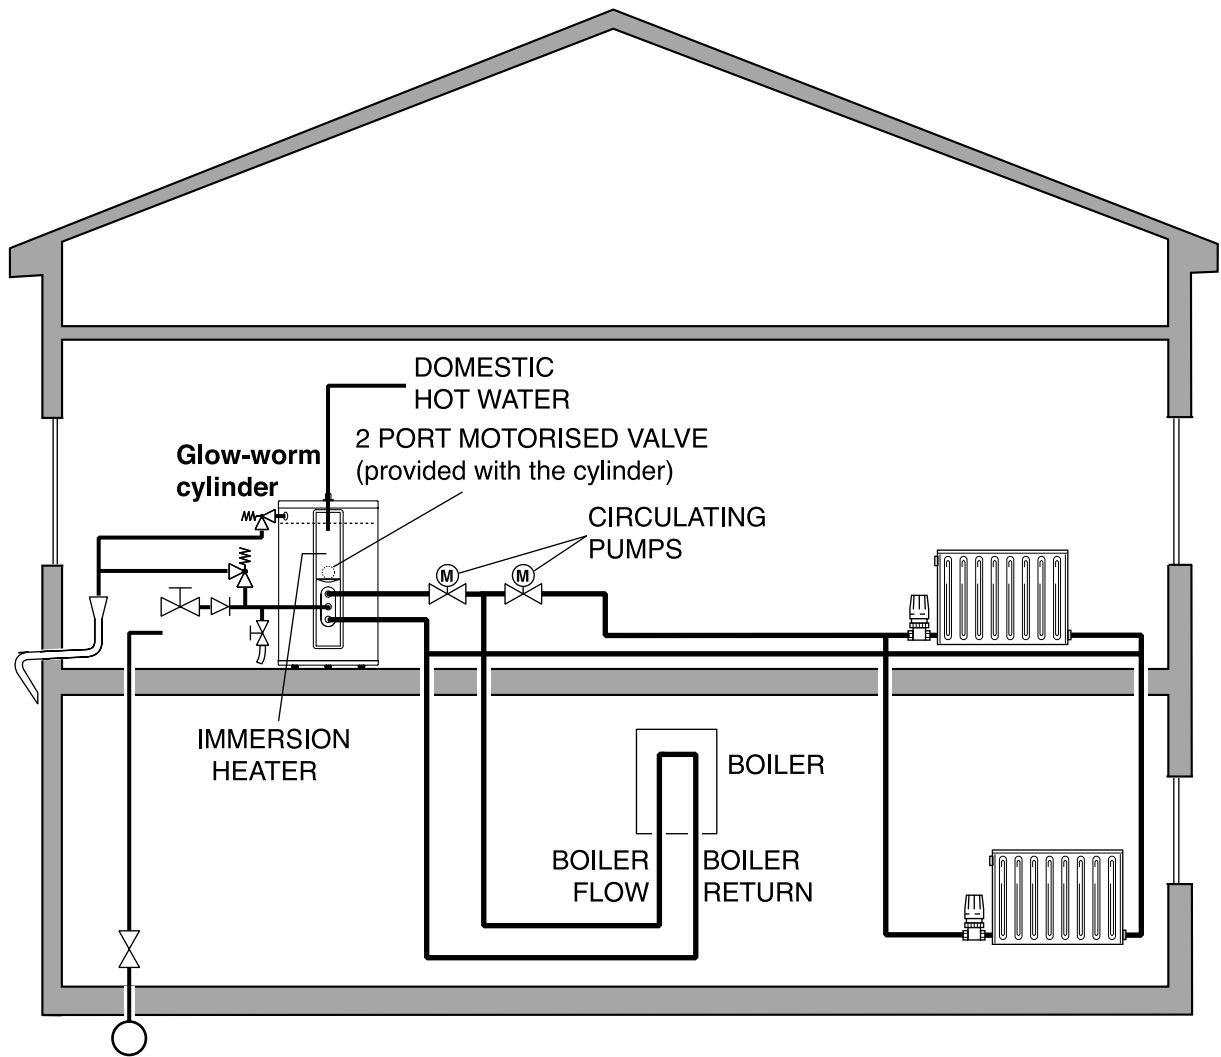 DOMESTIC
HOT WATER
2 PORT MOTORISED VALVE
(provided with the cylinder)
Glow-worm
cylinder
CIRCULATING
PUMPS
M
M
IMMERSION
HEATER
BOILER
BOILER
FLOW
BOILER
RETURN